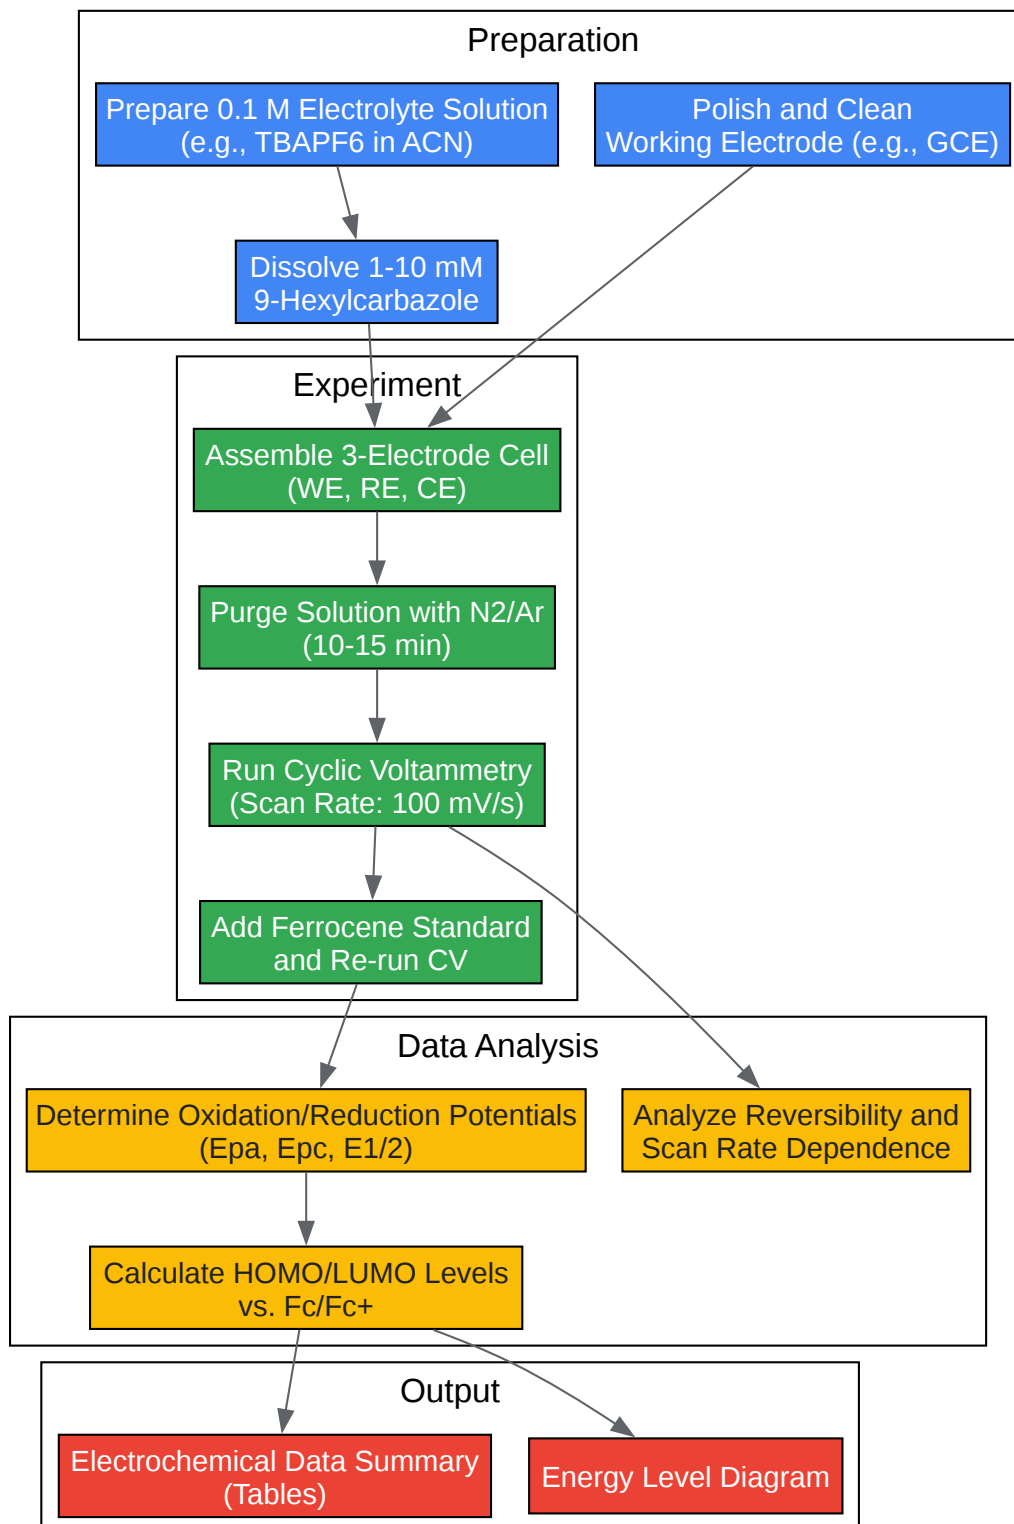 Preparation
Prepare 0.1 M Electrolyte Solution
(e.g., TBAPF6 in ACN)
Polish and Clean
Working Electrode (e.g., GCE)
Dissolve 1-10 mM
9-Hexylcarbazole
Experiment
Assemble 3-Electrode Cell
(WE, RE, CE)
Purge Solution with N2/Ar
(10-15 min)
Run Cyclic Voltammetry
(Scan Rate: 100 mV/s)
Add Ferrocene Standard
and Re-run CV
Data Analysis
Determine Oxidation/Reduction Potentials
(Epa, Epc, E1/2)
Analyze Reversibility and
Scan Rate Dependence
Calculate HOMO/LUMO Levels
vs. Fc/Fc+
Output
Electrochemical Data Summary
(Tables)
Energy Level Diagram